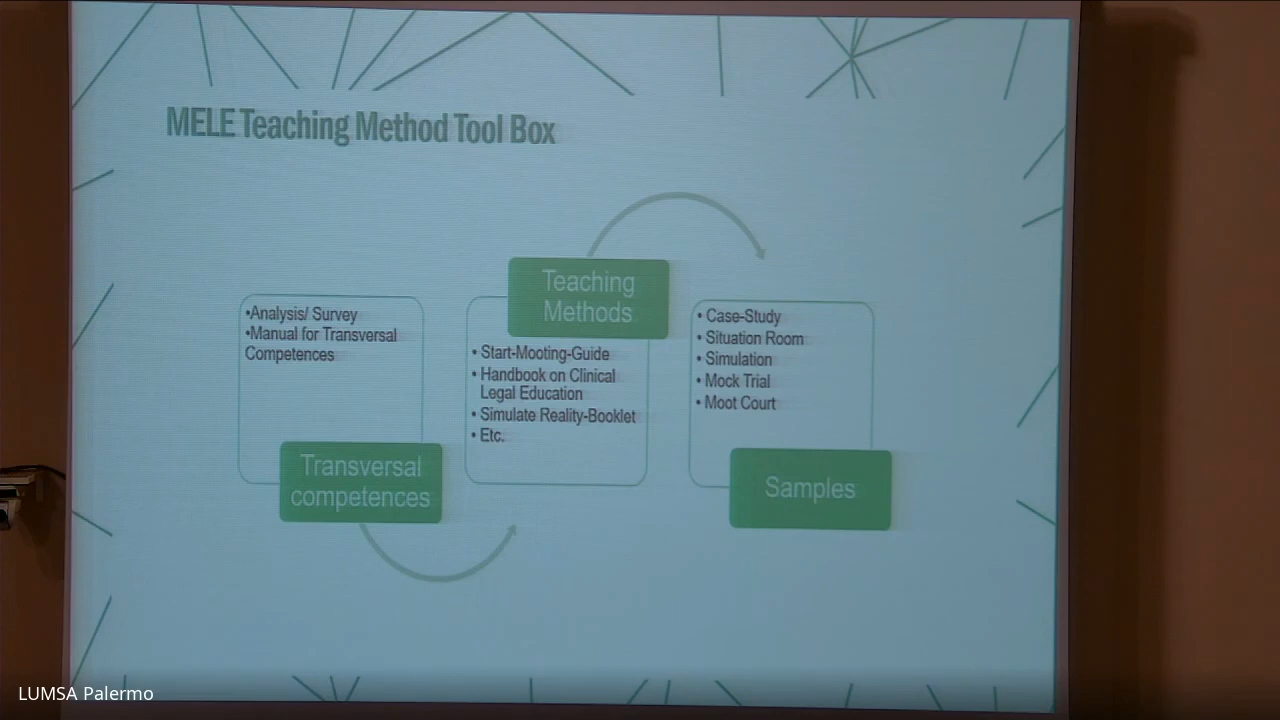 MELE Teaching Method Tool Box
•Analysis/ Survey
•Manual for Transversal
Competences
Transversal
competences
Teaching
Methods
• Start-Mooting-Guide
• Handbook on Clinical
Legal Education
• Simulate Reality-Booklet
• Etc.
• Case-Study
• Situation Room
• Simulation
• Mock Trial
• Moot Court
Samples
LUMSA Palermo